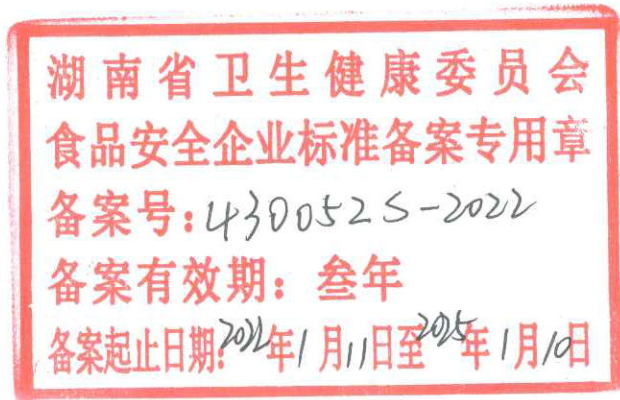 湖南省卫生健康委员会
食品安全企业标准备案专用章
备案号:430052S-2022
备案有效期:叁年
备案起止日期:2022年1月11日至2025年1月10日